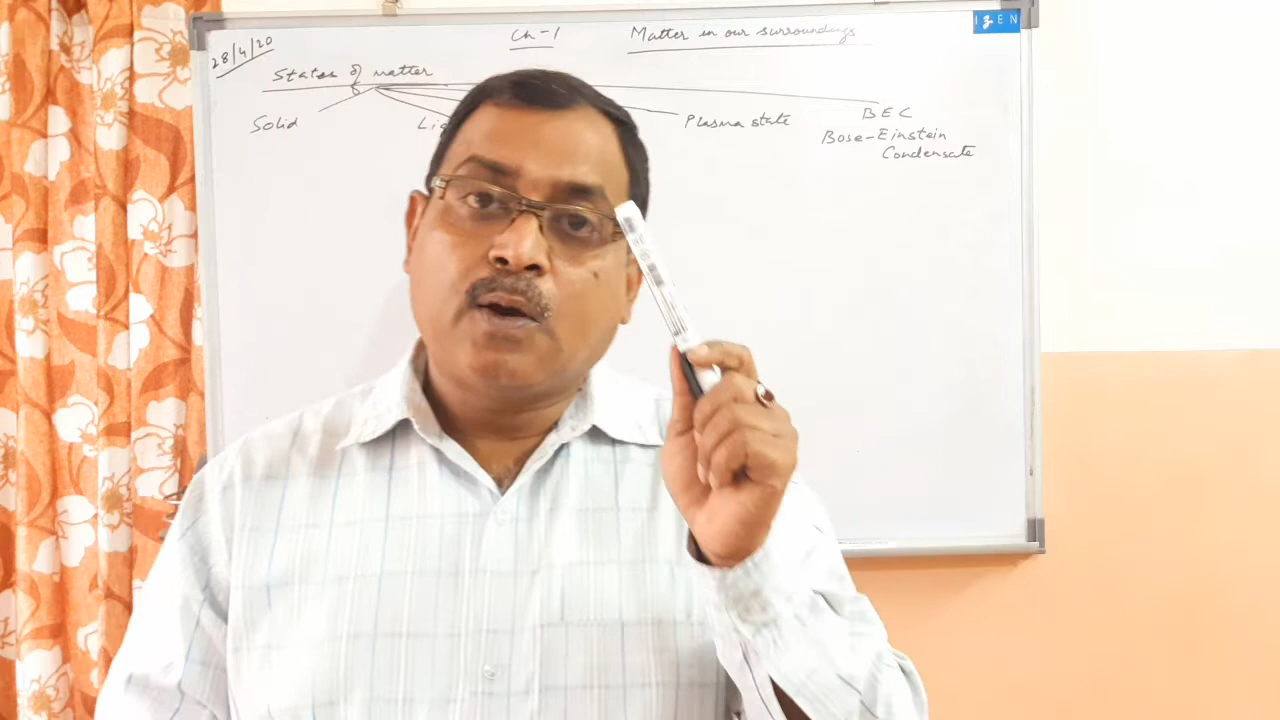 28/4/20
Ch-1 Matter in our surroundings
States of matter
Solid Plasma state BEC
Bose-Einstein
Condensate
IZEN